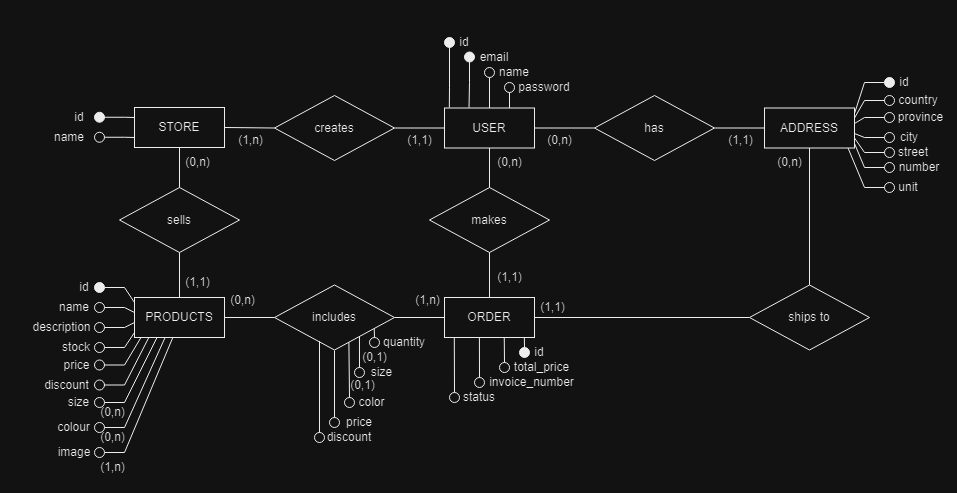 id
email
name
password
id
country
province
city
street
number
unit
id
name
STORE
creates
USER
has
ADDRESS
(1,n)
(1,1)
(0,n)
(1,1)
(0,n)
(0,n)
(0,n)
sells
makes
(1,1)
(1,1)
id
name
description
stock
price
discount
size
(0,n)
colour
(0,n)
image
(1,n)
PRODUCTS
(0,n)
includes
(1,n)
ORDER
(1,1)
ships to
quantity
(0,1)
size
(0,1)
color
price
discount
id
total_price
invoice_number
status